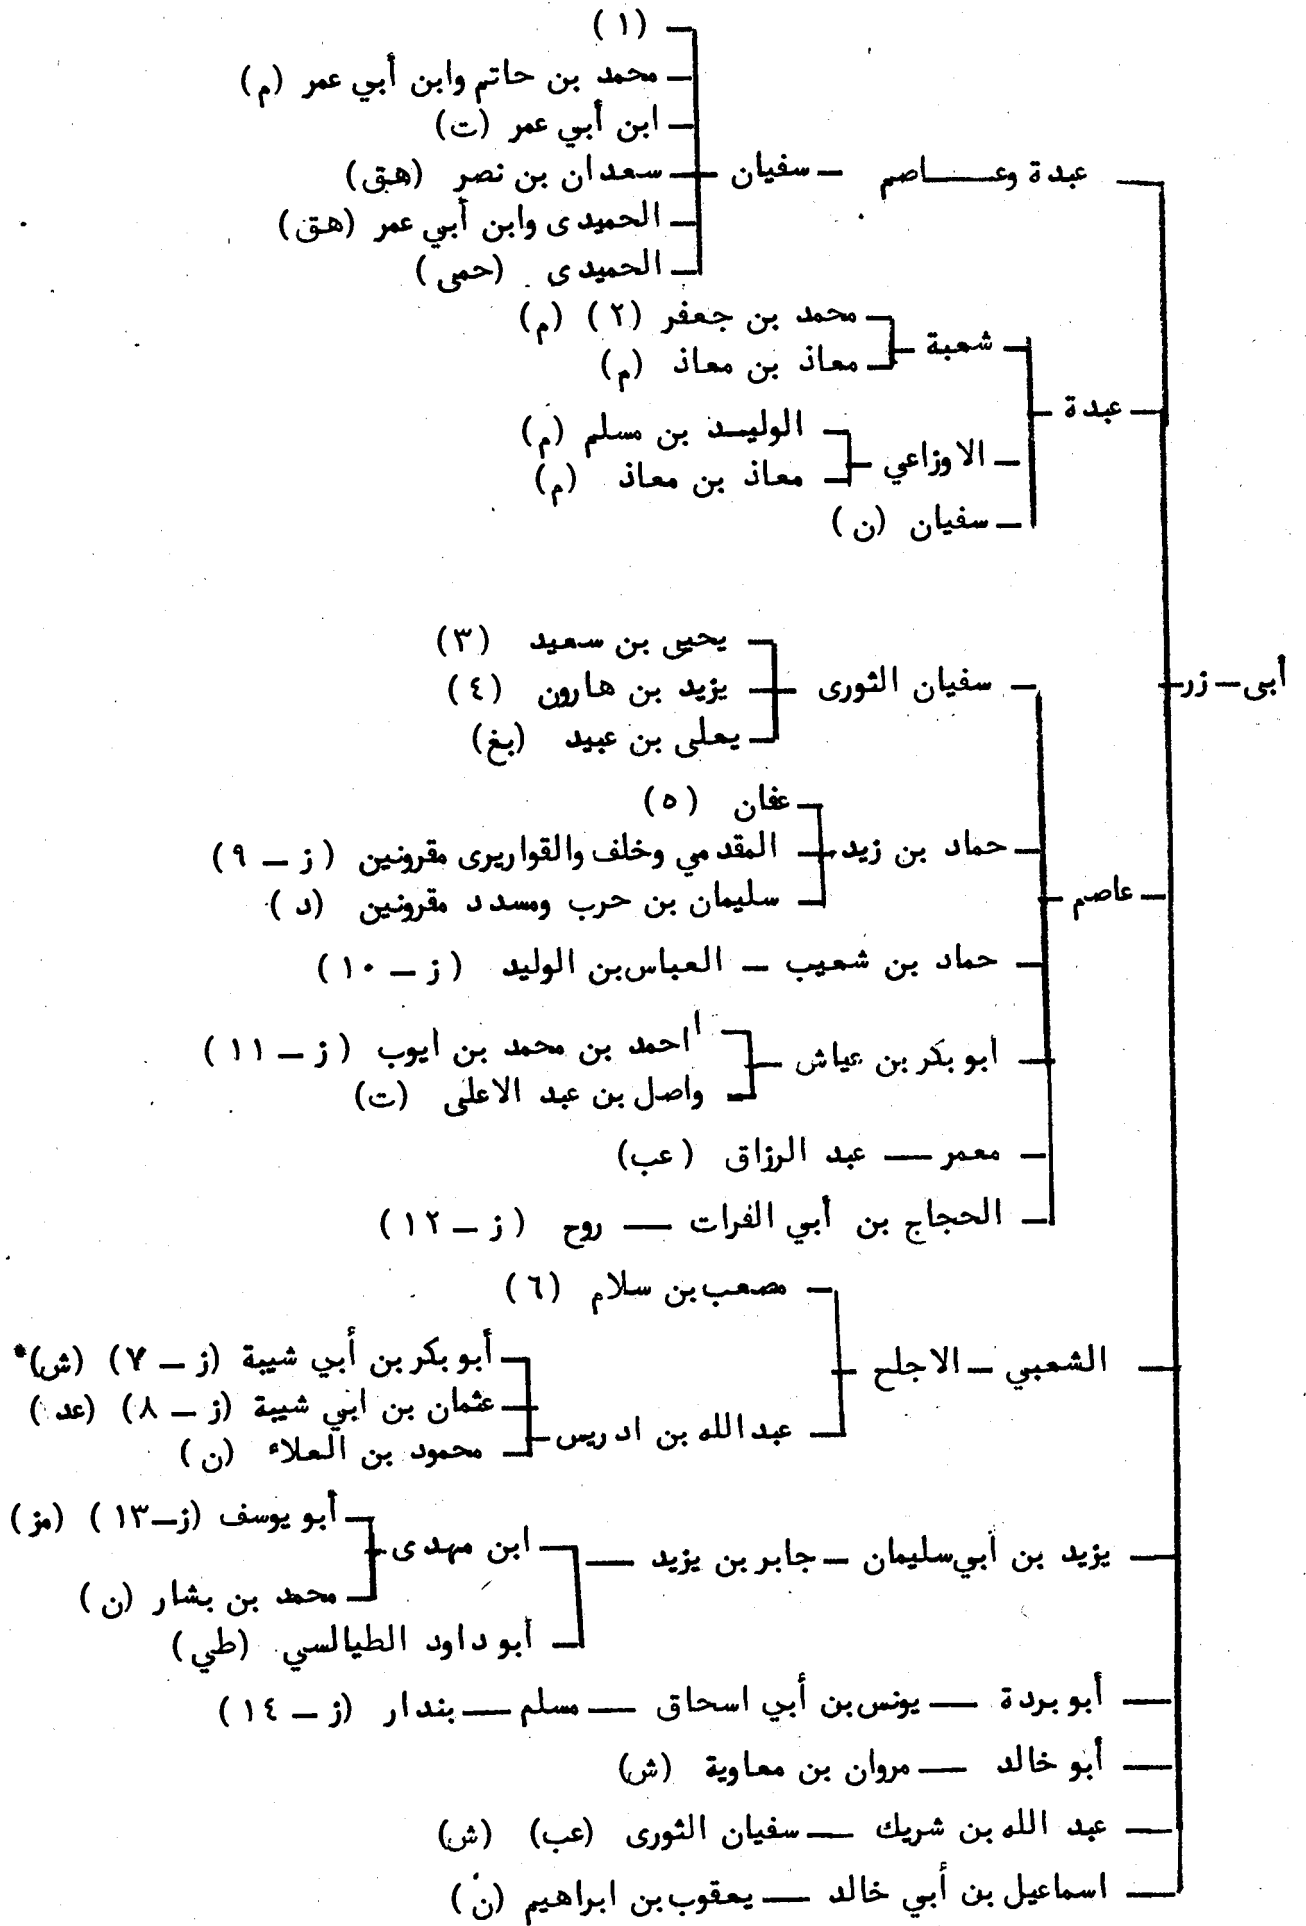 (١)
محمد بن حاتم وابن أبي عمر (م)
ابن أبي عمر (ت)
عبدة وعـــاصم — سفيان — سعدان بن نصر (هق)
الحميدى وابن أبي عمر (هق)
الحميدى (حمى)
محمد بن جعفر (٢) (م)
شعبة
معاذ بن معاذ (م)
عبدة
الوليد بن مسلم (م)
الاوزاعي
معاذ بن معاذ (م)
سفيان (ن)
يحيى بن سعيد (٣)
أبى — زر
سفيان الثورى — يزيد بن هارون (٤)
يعلى بن عبيد (بغ)
عفان (٥)
حماد بن زيد — المقدمي وخلف والقواريرى مقرونين (ز — ٩)
عاصم
سليمان بن حرب ومسدد مقرونين (د)
حماد بن شعيب — العباس بن الوليد (ز — ١٠)
احمد بن محمد بن ايوب (ز — ١١)
أبو بكر بن عياش
واصل بن عبد الاعلى (ت)
معمر — عبد الرزاق (عب)
الحجاج بن أبي الفرات — روح (ز — ١٢)
مصعب بن سلام (٦)
أبو بكر بن أبي شيبة (ز — ٧) (ش)*
الشعبي — الاجلح
عثمان بن ابي شيبة (ز — ٨) (عد)
عبد الله بن ادريس
محمود بن العلاء (ن)
أبو يوسف (ز—١٣) (مز)
يزيد بن أبي سليمان — جابر بن يزيد — ابن مهدى
محمد بن بشار (ن)
أبو داود الطيالسي (طي)
أبو بردة — يونس بن أبي اسحاق — مسلم — بندار (ز — ١٤)
أبو خالد — مروان بن معاوية (ش)
عبد الله بن شريك — سفيان الثورى (عب) (ش)
اسماعيل بن أبي خالد — يعقوب بن ابراهيم (ن)